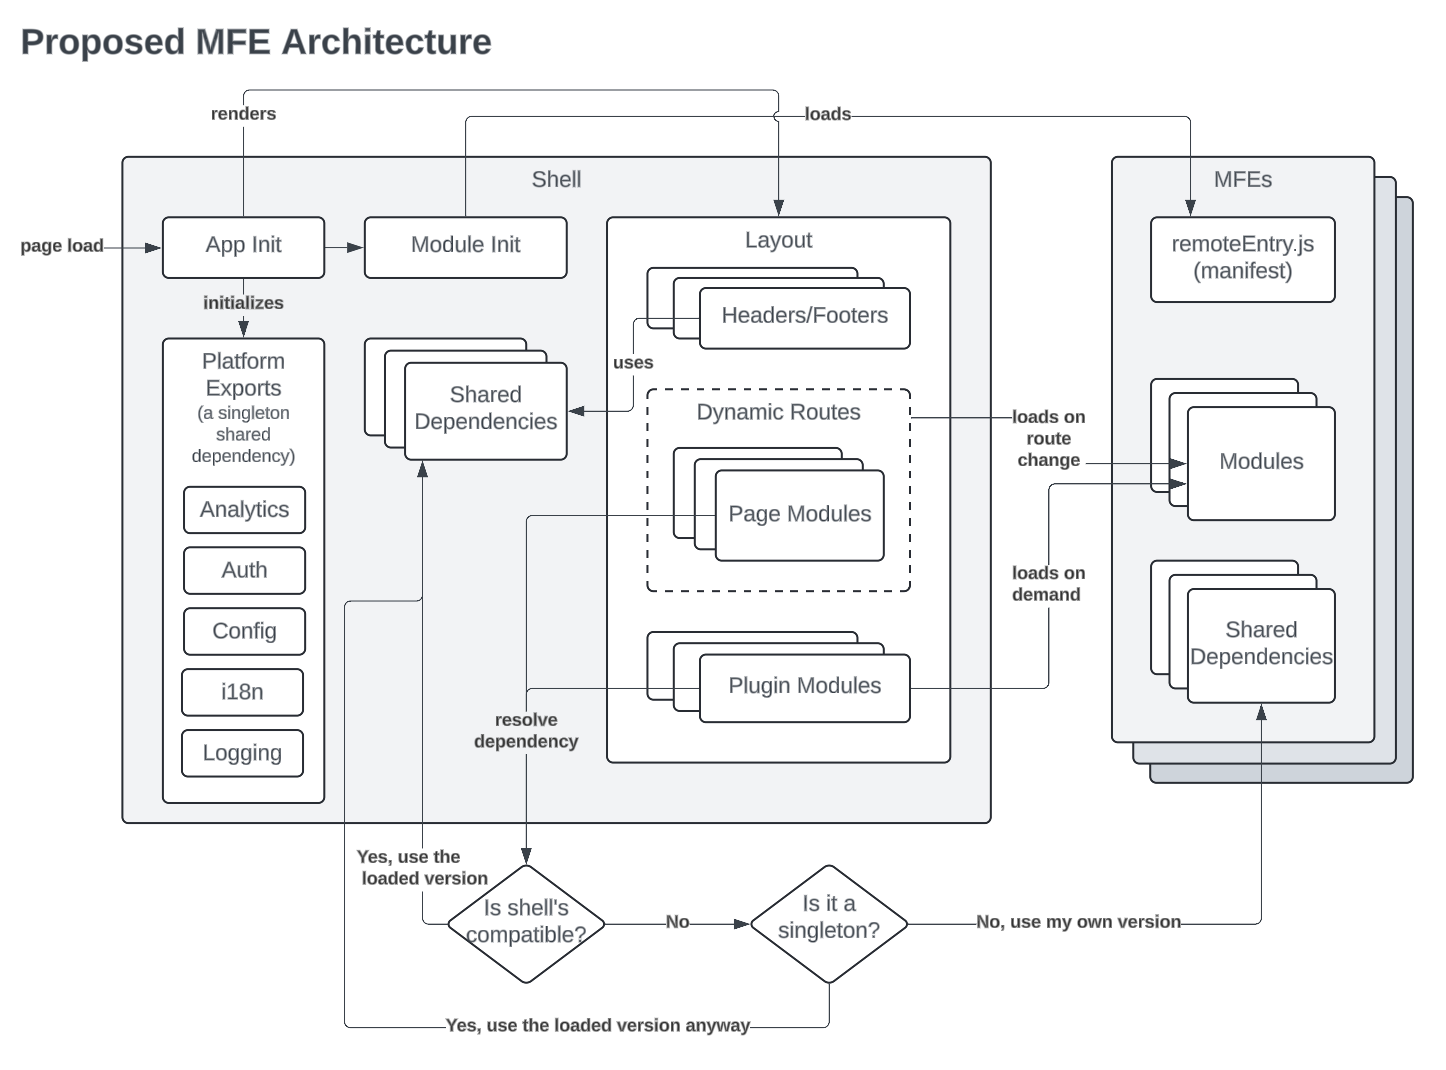 Proposed MFE Architecture
renders
loads
Shell
MFEs
page load
App Init
Module Init
Layout
remoteEntry.js
(manifest)
initializes
Headers/Footers
Platform
Exports
(a singleton
shared
dependency)
uses
Shared
Dependencies
Dynamic Routes
loads on
route
change
Modules
Analytics
Page Modules
Auth
loads on
demand
Config
Shared
Dependencies
i18n
Plugin Modules
resolve
dependency
Logging
Yes, use the
loaded version
Is shell's
compatible?
No
Is it a
singleton?
No, use my own version
Yes, use the loaded version anyway